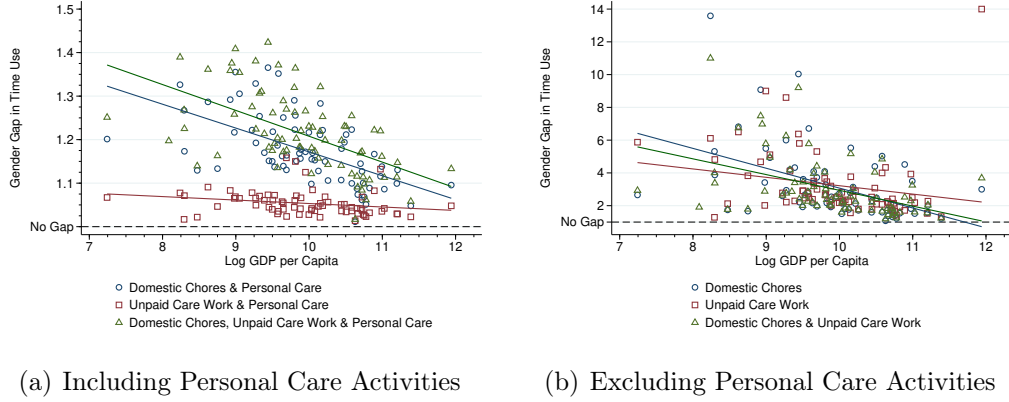 Gender Gap in Time Use
1.5
1.4
1.3
1.2
1.1
No Gap
7 8 9 10 11 12
Log GDP per Capita
Domestic Chores & Personal Care
Unpaid Care Work & Personal Care
Domestic Chores, Unpaid Care Work & Personal Care
(a) Including Personal Care Activities
Gender Gap in Time Use
14
12
10
8
6
4
2
No Gap
7 8 9 10 11 12
Log GDP per Capita
Domestic Chores
Unpaid Care Work
Domestic Chores & Unpaid Care Work
(b) Excluding Personal Care Activities